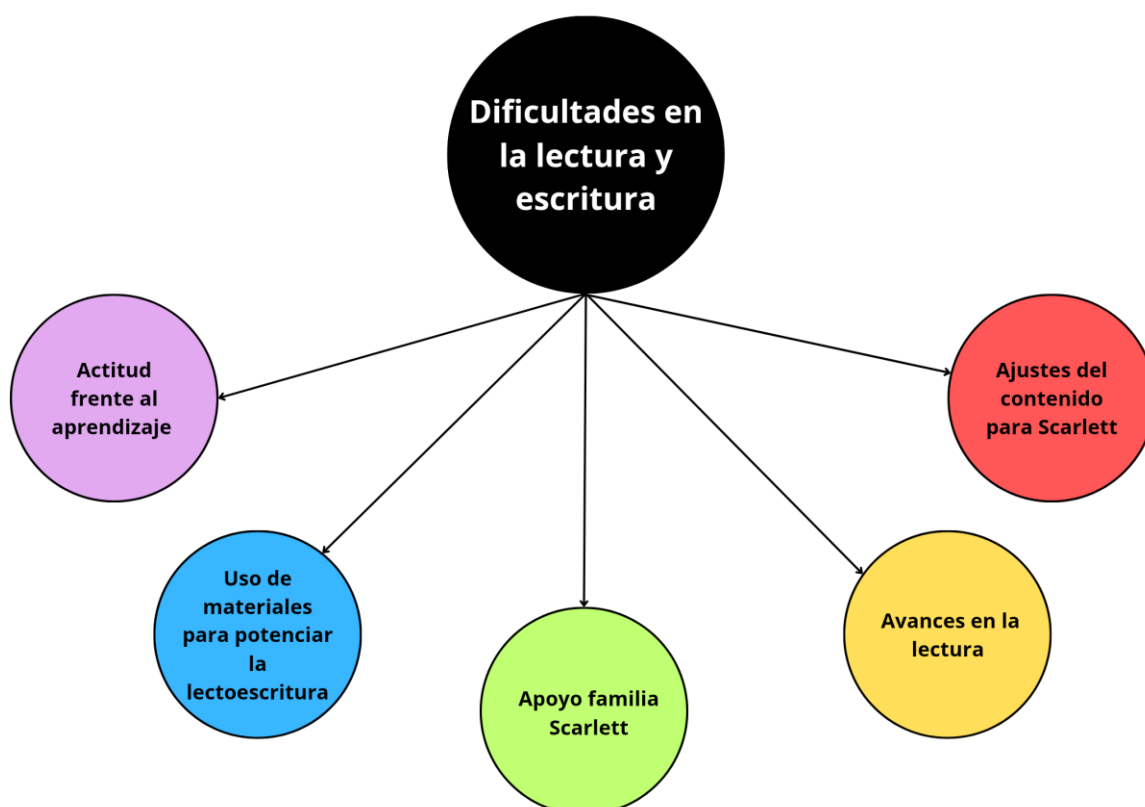 Dificultades en
la lectura y
escritura
Actitud
frente al
aprendizaje
Uso de
materiales
para potenciar
la
lectoescritura
Apoyo familia
Scarlett
Avances en la
lectura
Ajustes del
contenido
para Scarlett